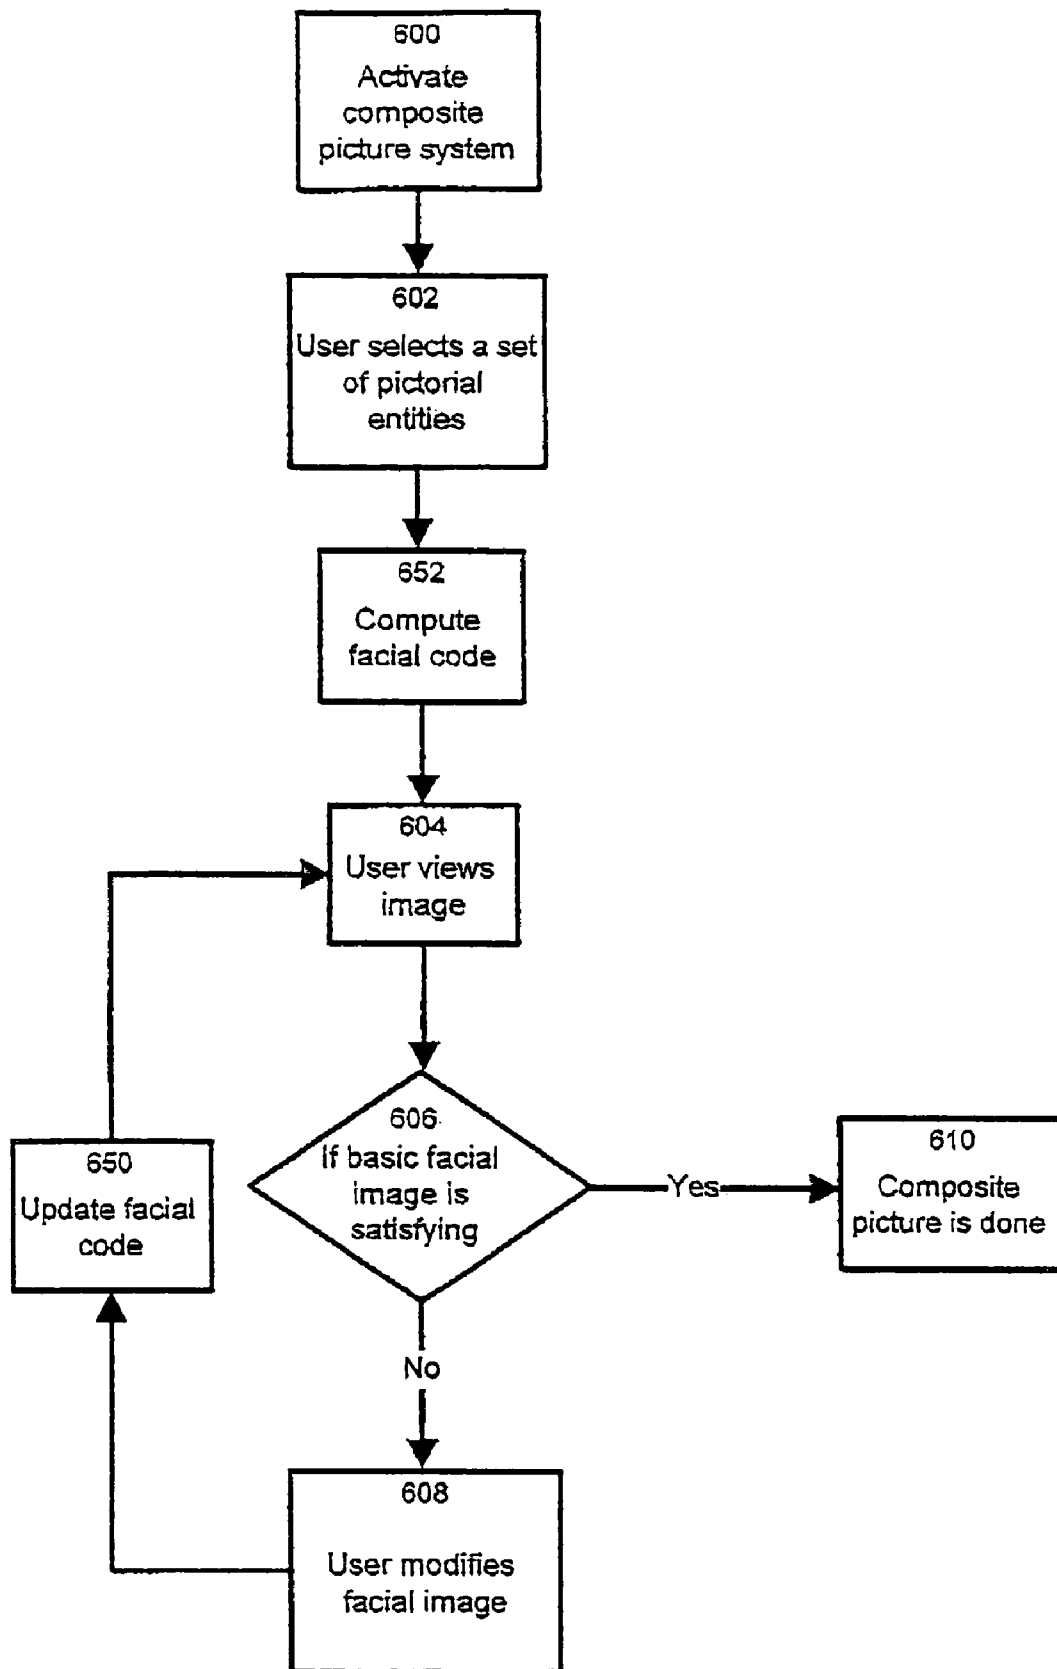 600
Activate
composite
picture system
602
User selects a set
of pictorial
entities
652
Compute
facial code
604
User views
image
606
If basic facial
image is
satisfying
Yes
610
Composite
picture is done
650
Update facial
code
No
608
User modifies
facial image